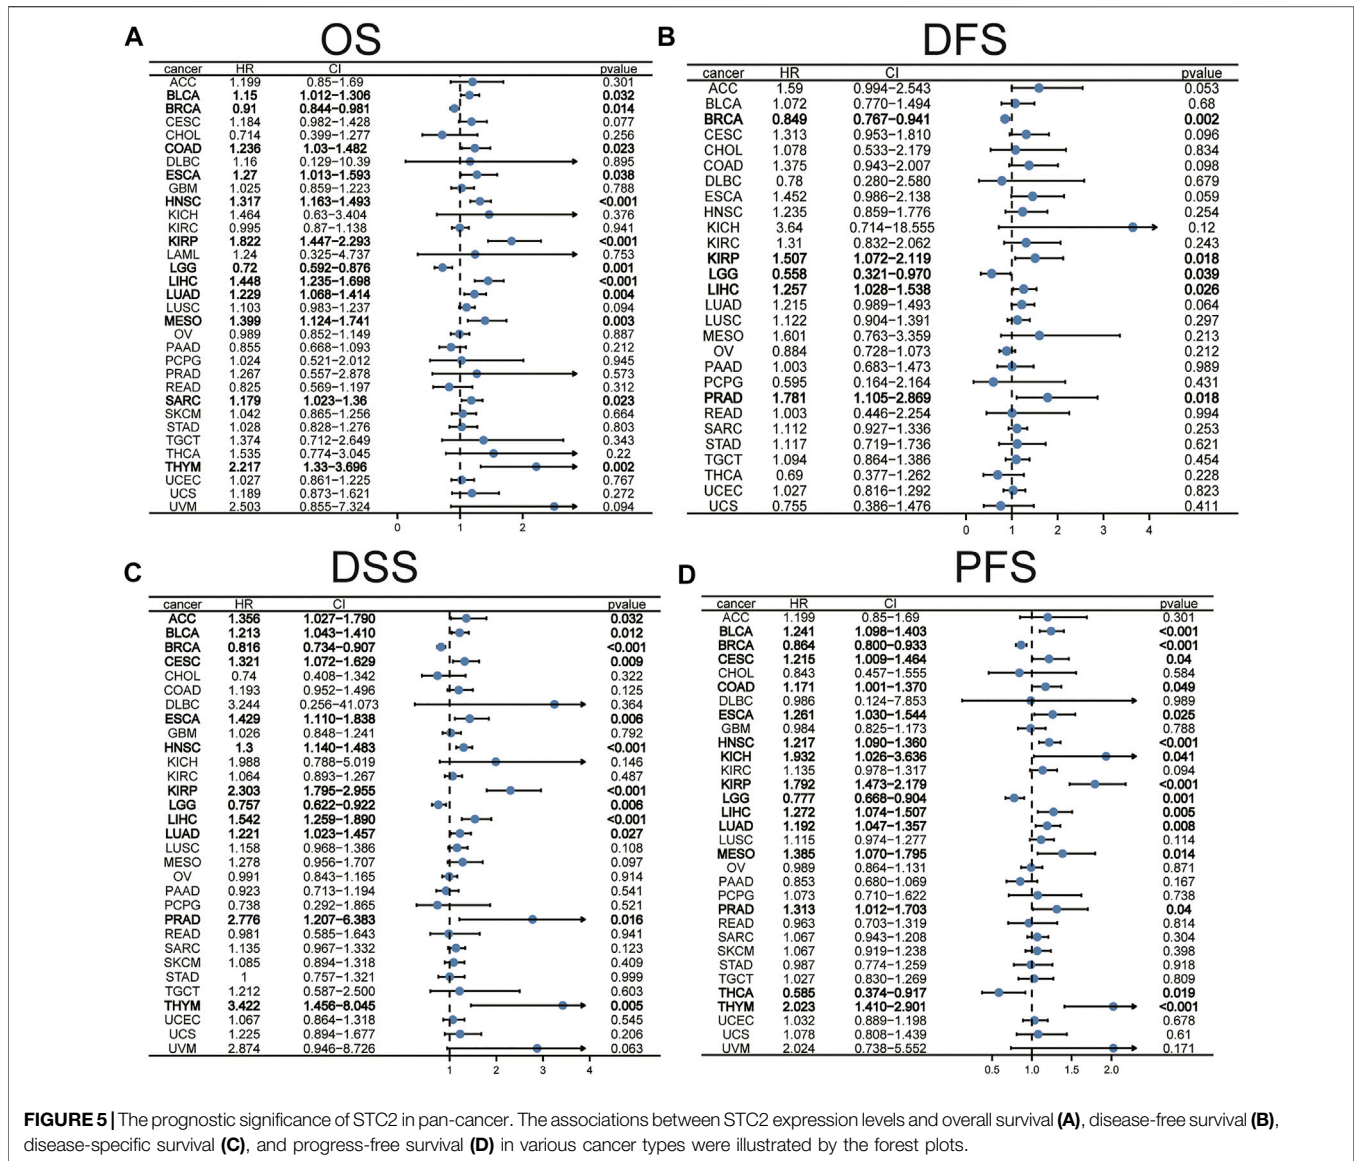 A OS
cancer HR CI pvalue
ACC 1.199 0.85–1.69 0.301
BLCA 1.15 1.012–1.306 0.032
BRCA 0.91 0.844–0.981 0.014
CESC 1.184 0.982–1.428 0.077
CHOL 0.714 0.399–1.277 0.256
COAD 1.236 1.03–1.482 0.023
DLBC 1.16 0.129–10.39 0.895
ESCA 1.27 1.013–1.593 0.038
GBM 1.025 0.859–1.223 0.788
HNSC 1.317 1.163–1.493 <0.001
KICH 1.464 0.63–3.404 0.376
KIRC 0.995 0.87–1.138 0.941
KIRP 1.822 1.447–2.293 <0.001
LAML 1.24 0.325–4.737 0.753
LGG 0.72 0.592–0.876 0.001
LIHC 1.448 1.235–1.698 <0.001
LUAD 1.229 1.068–1.414 0.004
LUSC 1.103 0.983–1.237 0.094
MESO 1.399 1.124–1.741 0.003
OV 0.989 0.852–1.149 0.887
PAAD 0.855 0.668–1.093 0.212
PCPG 1.024 0.521–2.012 0.945
PRAD 1.267 0.557–2.878 0.573
READ 0.825 0.569–1.197 0.312
SARC 1.179 1.023–1.36 0.023
SKCM 1.042 0.865–1.256 0.664
STAD 1.028 0.828–1.276 0.803
TGCT 1.374 0.712–2.649 0.343
THCA 1.535 0.774–3.045 0.22
THYM 2.217 1.33–3.696 0.002
UCEC 1.027 0.861–1.225 0.767
UCS 1.189 0.873–1.621 0.272
UVM 2.503 0.855–7.324 0.094
0 1 2
B DFS
cancer HR CI pvalue
ACC 1.59 0.994–2.543 0.053
BLCA 1.072 0.770–1.494 0.68
BRCA 0.849 0.767–0.941 0.002
CESC 1.313 0.953–1.810 0.096
CHOL 1.078 0.533–2.179 0.834
COAD 1.375 0.943–2.007 0.098
DLBC 0.78 0.280–2.580 0.679
ESCA 1.452 0.986–2.138 0.059
HNSC 1.235 0.859–1.776 0.254
KICH 3.64 0.714–18.555 0.12
KIRC 1.31 0.832–2.062 0.243
KIRP 1.507 1.072–2.119 0.018
LGG 0.558 0.321–0.970 0.039
LIHC 1.257 1.028–1.538 0.026
LUAD 1.215 0.989–1.493 0.064
LUSC 1.122 0.904–1.391 0.297
MESO 1.601 0.763–3.359 0.213
OV 0.884 0.728–1.073 0.212
PAAD 1.003 0.683–1.473 0.989
PCPG 0.595 0.164–2.164 0.431
PRAD 1.781 1.105–2.869 0.018
READ 1.003 0.446–2.254 0.994
SARC 1.112 0.927–1.336 0.253
STAD 1.117 0.719–1.736 0.621
TGCT 1.094 0.864–1.386 0.454
THCA 0.69 0.377–1.262 0.228
UCEC 1.027 0.816–1.292 0.823
UCS 0.755 0.386–1.476 0.411
0 1 2 3 4
C DSS
cancer HR CI pvalue
ACC 1.356 1.027–1.790 0.032
BLCA 1.213 1.043–1.410 0.012
BRCA 0.816 0.734–0.907 <0.001
CESC 1.321 1.072–1.629 0.009
CHOL 0.74 0.408–1.342 0.322
COAD 1.193 0.952–1.496 0.125
DLBC 3.244 0.256–41.073 0.364
ESCA 1.429 1.110–1.838 0.006
GBM 1.026 0.848–1.241 0.792
HNSC 1.3 1.140–1.483 <0.001
KICH 1.988 0.788–5.019 0.146
KIRC 1.064 0.893–1.267 0.487
KIRP 2.303 1.795–2.955 <0.001
LGG 0.757 0.622–0.922 0.006
LIHC 1.542 1.259–1.890 <0.001
LUAD 1.221 1.023–1.457 0.027
LUSC 1.158 0.968–1.386 0.108
MESO 1.278 0.956–1.707 0.097
OV 0.991 0.843–1.165 0.914
PAAD 0.923 0.713–1.194 0.541
PCPG 0.738 0.292–1.865 0.521
PRAD 2.776 1.207–6.383 0.016
READ 0.981 0.585–1.643 0.941
SARC 1.135 0.967–1.332 0.123
SKCM 1.085 0.894–1.318 0.409
STAD 1 0.757–1.321 0.999
TGCT 1.212 0.587–2.500 0.603
THYM 3.422 1.456–8.045 0.005
UCEC 1.067 0.864–1.318 0.545
UCS 1.225 0.894–1.677 0.206
UVM 2.874 0.946–8.726 0.063
1 2 3 4
D PFS
cancer HR CI pvalue
ACC 1.199 0.85–1.69 0.301
BLCA 1.241 1.098–1.403 <0.001
BRCA 0.864 0.800–0.933 <0.001
CESC 1.215 1.009–1.464 0.04
CHOL 0.843 0.457–1.555 0.584
COAD 1.171 1.001–1.370 0.049
DLBC 0.986 0.124–7.853 0.989
ESCA 1.261 1.030–1.544 0.025
GBM 0.984 0.825–1.173 0.788
HNSC 1.217 1.090–1.360 <0.001
KICH 1.932 1.026–3.636 0.041
KIRC 1.135 0.978–1.317 0.094
KIRP 1.792 1.473–2.179 <0.001
LGG 0.777 0.668–0.904 0.001
LIHC 1.272 1.074–1.507 0.005
LUAD 1.192 1.047–1.357 0.008
LUSC 1.115 0.974–1.277 0.114
MESO 1.385 1.070–1.795 0.014
OV 0.989 0.864–1.131 0.871
PAAD 0.853 0.680–1.069 0.167
PCPG 1.073 0.710–1.622 0.738
PRAD 1.313 1.012–1.703 0.04
READ 0.963 0.703–1.319 0.814
SARC 1.067 0.943–1.208 0.304
SKCM 1.067 0.919–1.238 0.398
STAD 0.987 0.774–1.259 0.918
TGCT 1.027 0.830–1.269 0.809
THCA 0.585 0.374–0.917 0.019
THYM 2.023 1.410–2.901 <0.001
UCEC 1.032 0.889–1.198 0.678
UCS 1.078 0.808–1.439 0.61
UVM 2.024 0.738–5.552 0.171
0.5 1.0 1.5 2.0
FIGURE 5 | The prognostic significance of STC2 in pan-cancer. The associations between STC2 expression levels and overall survival (A), disease-free survival (B),
disease-specific survival (C), and progress-free survival (D) in various cancer types were illustrated by the forest plots.